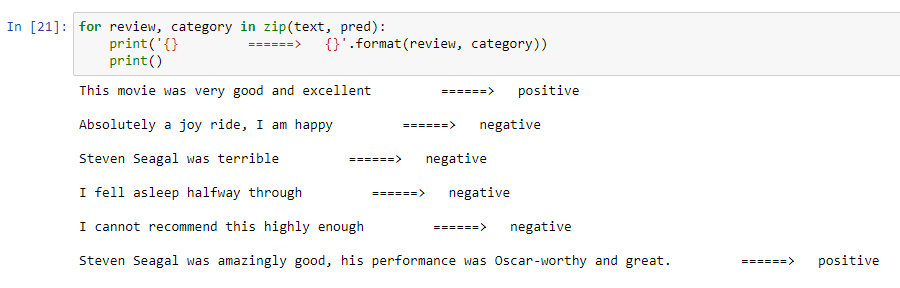 In [21]: for review, category in zip(text, pred):
print('{}         ======>   {}'.format(review, category))
print()
This movie was very good and excellent         ======>   positive
Absolutely a joy ride, I am happy         ======>   negative
Steven Seagal was terrible         ======>   negative
I fell asleep halfway through         ======>   negative
I cannot recommend this highly enough         ======>   negative
Steven Seagal was amazingly good, his performance was Oscar-worthy and great.         ======>   positive